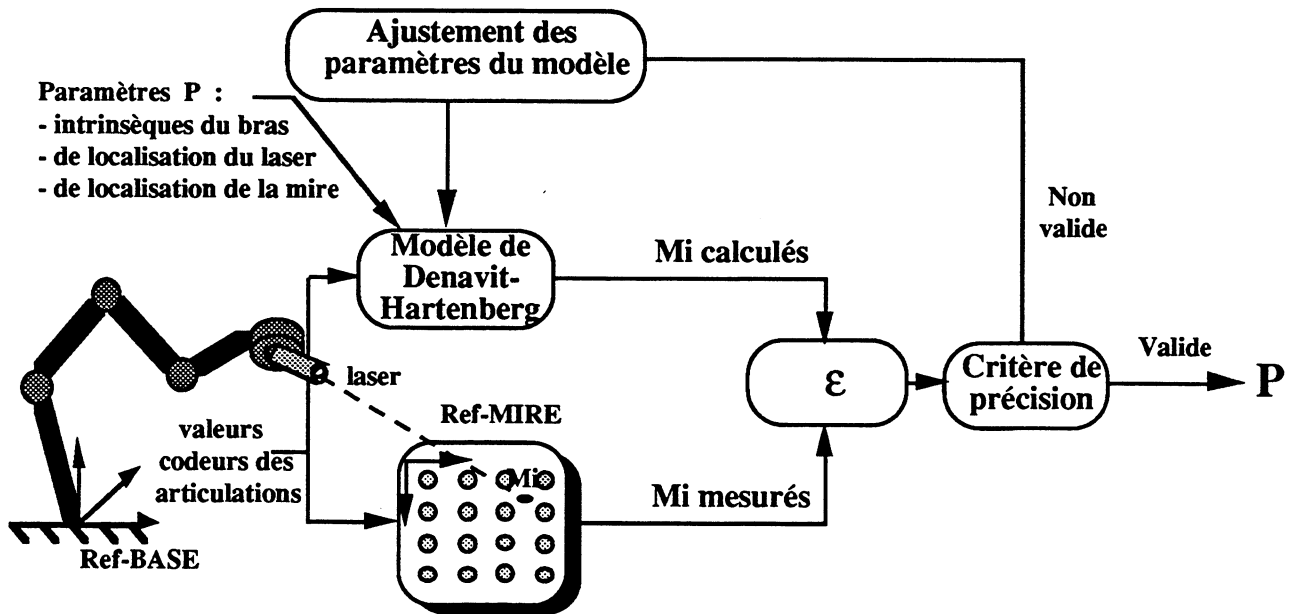 Ajustement des
paramètres du modèle
Paramètres P :
- intrinsèques du bras
- de localisation du laser
- de localisation de la mire
Non
valide
Modèle de
Denavit-
Hartenberg
Mi calculés
laser
Ref-MIRE
ε
Critère de
précision
Valide
P
valeurs
codeurs des
articulations
Mi
Mi mesurés
Ref-BASE